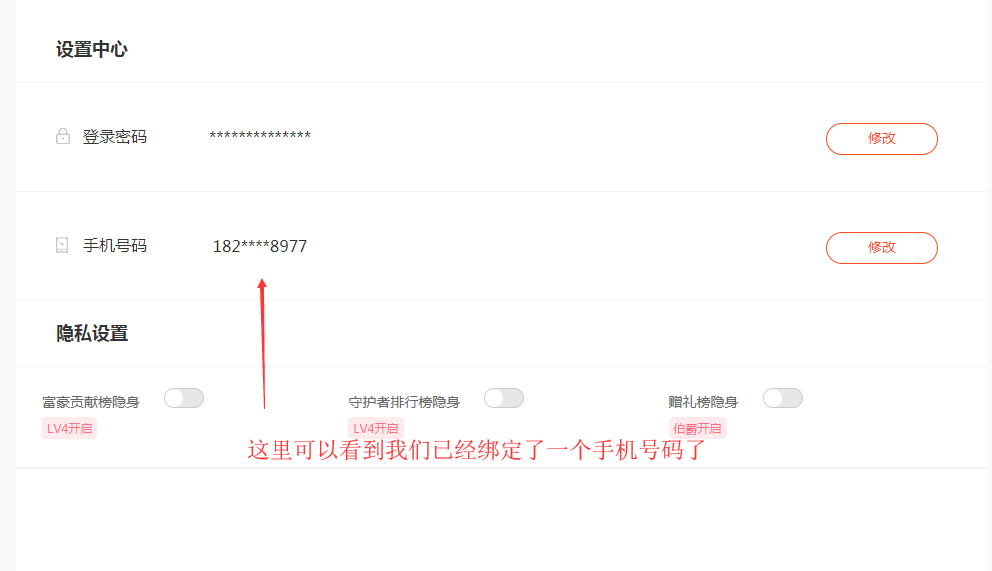 设置中心
登录密码 ************** 修改
手机号码 182****8977 修改
隐私设置
富豪贡献榜隐身 守护者排行榜隐身 赠礼榜隐身
LV4开启 LV4开启 伯爵开启
这里可以看到我们已经绑定了一个手机号码了